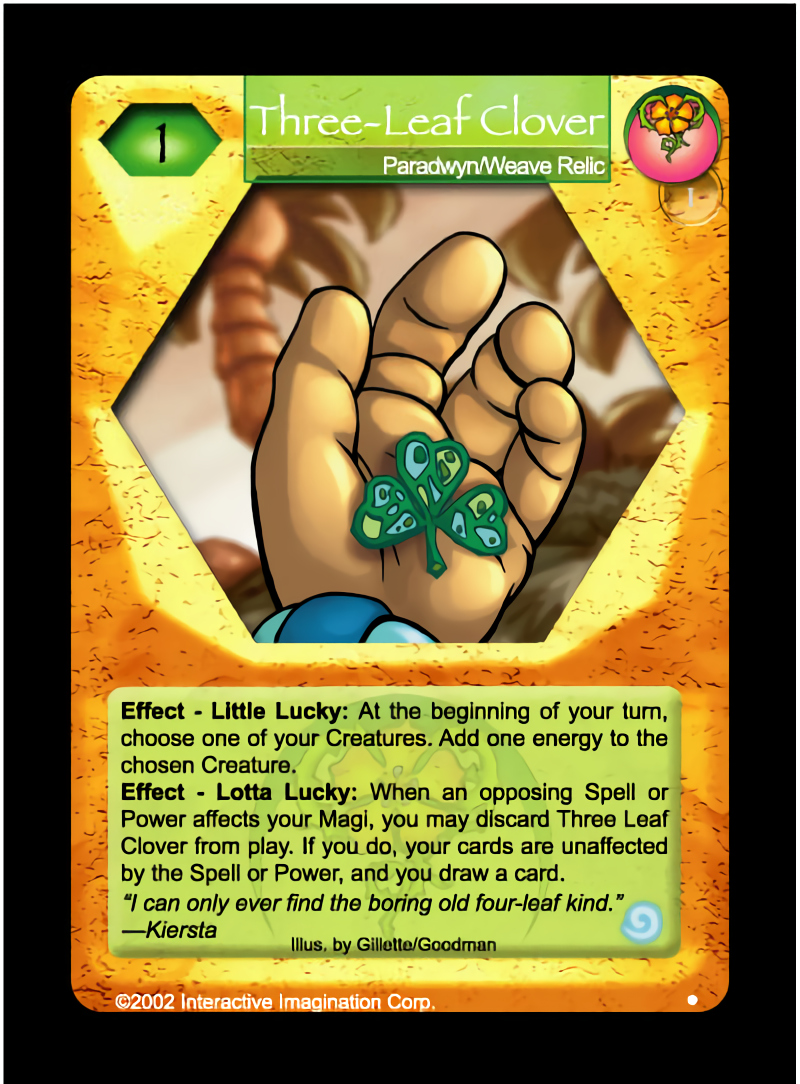 1
Three-Leaf Clover
Paradwyn/Weave Relic
1
Effect - Little Lucky: At the beginning of your turn,
choose one of your Creatures. Add one energy to the
chosen Creature.
Effect - Lotta Lucky: When an opposing Spell or
Power affects your Magi, you may discard Three Leaf
Clover from play. If you do, your cards are unaffected
by the Spell or Power, and you draw a card.
"I can only ever find the boring old four-leaf kind."
—Kiersta
Illus. by Gillette/Goodman
©2002 Interactive Imagination Corp.